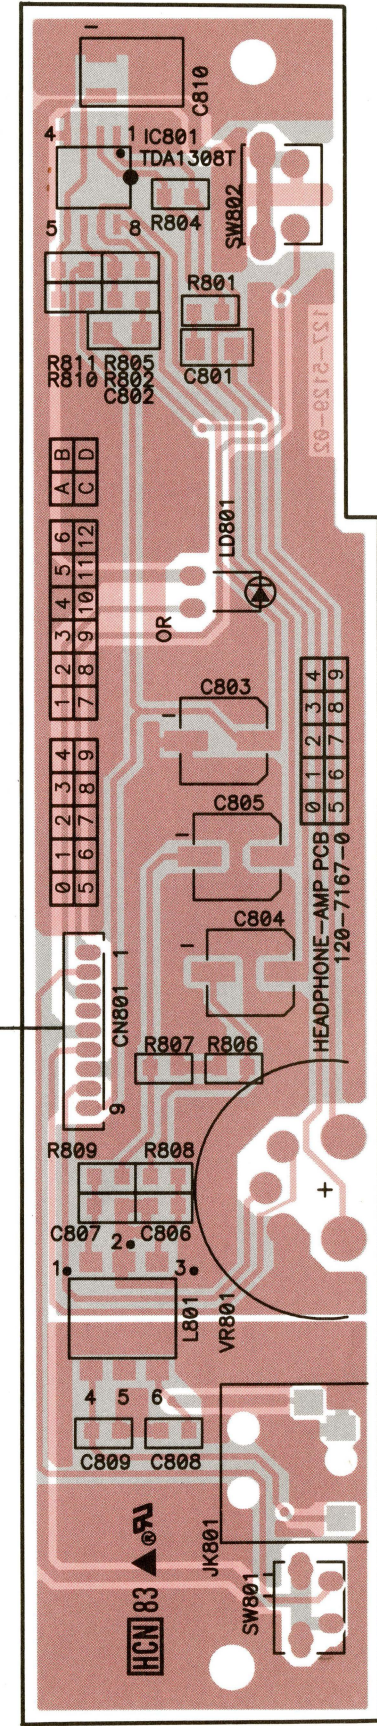 C810
4
1
IC801
TDA1308T
R804
SW802
5
8
R801
R811 R805
R810 R802
C802
C801
127-5129-02
A B
C D
LD801
1 2 3 4 5 6
7 8 9 10 11 12
OR
C803
0 1 2 3 4
5 6 7 8 9
0 1 2 3 4
5 6 7 8 9
C805
C804
HEADPHONE-AMP PCB
120-7167-0
1
CN801
9
R807 R806
R809 R808
C807 C806
1
2
3
L801
VR801
4 5 6
C809 C808
JK801
SW801
HCN 83 ®